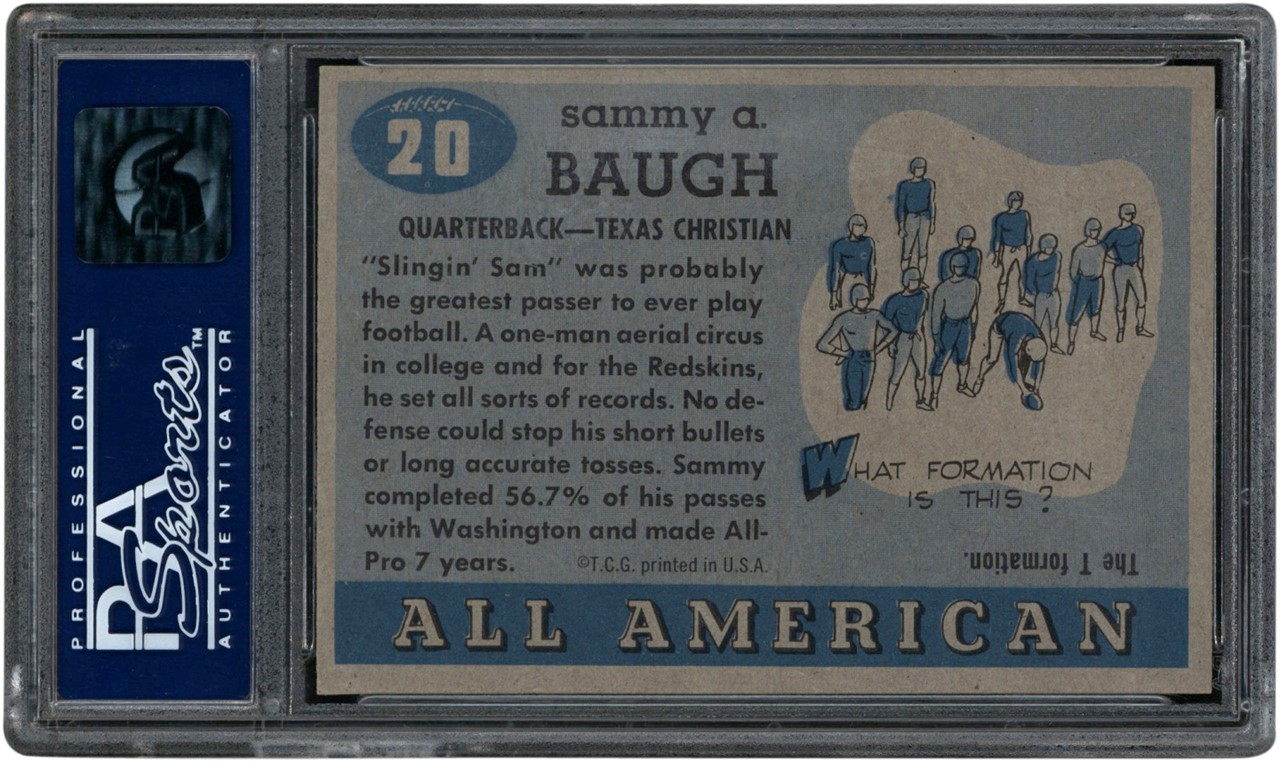 PSA
PROFESSIONAL
PSA
Sports™
AUTHENTICATOR
20
sammy a.
BAUGH
QUARTERBACK—TEXAS CHRISTIAN
"Slingin' Sam" was probably
the greatest passer to ever play
football. A one-man aerial circus
in college and for the Redskins,
he set all sorts of records. No de-
fense could stop his short bullets
or long accurate tosses. Sammy
completed 56.7% of his passes
with Washington and made All-
Pro 7 years.
©T.C.G. printed in U.S.A.
WHAT FORMATION
IS THIS?
The T formation.
ALL AMERICAN